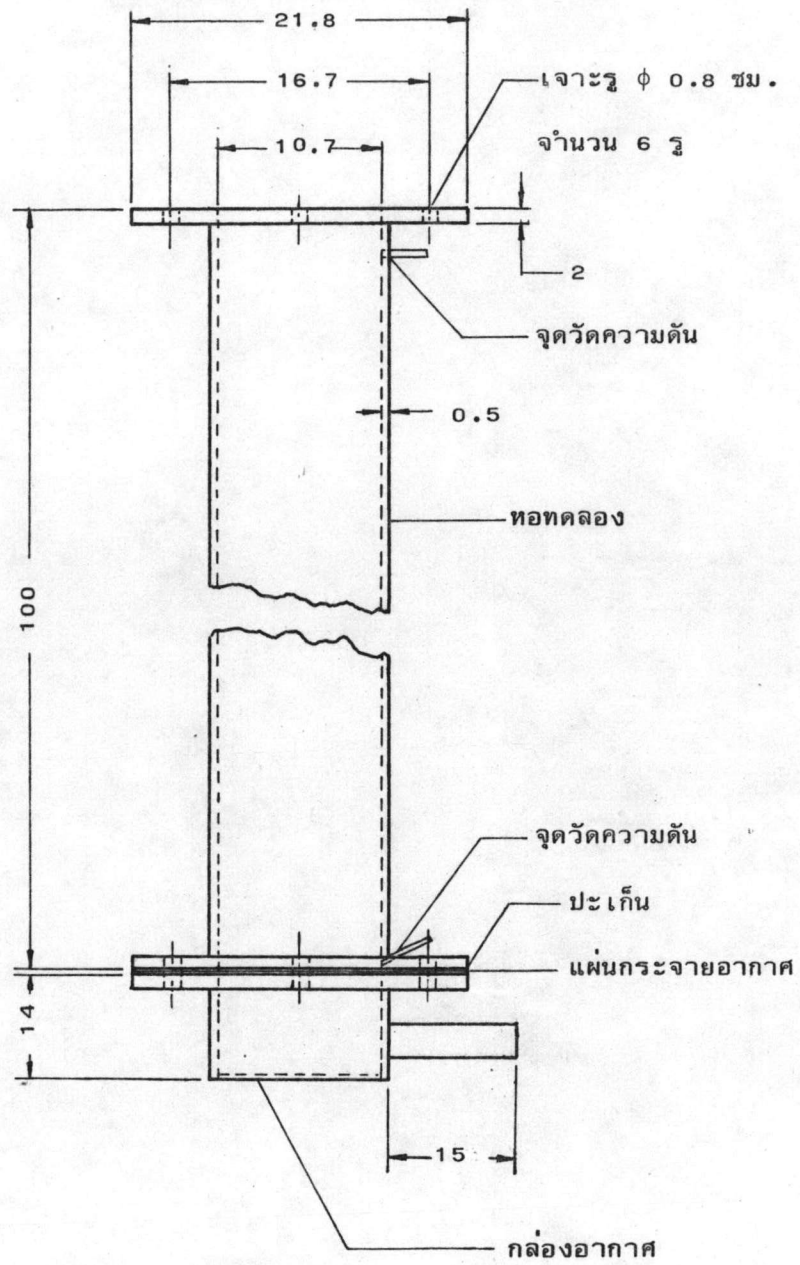 21.8
16.7
เจาะรู φ 0.8 ซม.
จำนวน 6 รู
10.7
2
จุดวัดความดัน
0.5
หอทดลอง
100
จุดวัดความดัน
ปะเก็น
แผ่นกระจายอากาศ
14
15
กล่องอากาศ